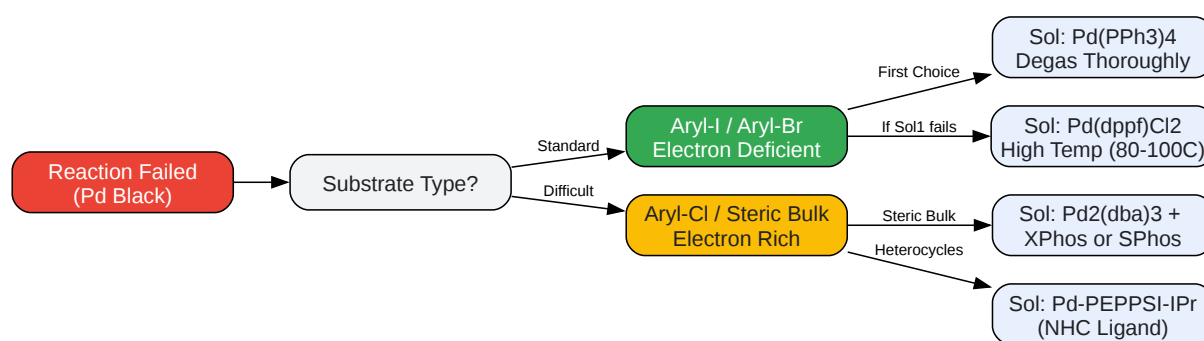 Reaction Failed
(Pd Black)
Substrate Type?
Standard
Difficult
Aryl-I / Aryl-Br
Electron Deficient
Aryl-Cl / Steric Bulk
Electron Rich
First Choice
If Sol1 fails
Steric Bulk
Heterocycles
Sol: Pd(PPh3)4
Degas Thoroughly
Sol: Pd(dppf)Cl2
High Temp (80-100C)
Sol: Pd2(dba)3 +
XPhos or SPhos
Sol: Pd-PEPPSI-IPr
(NHC Ligand)